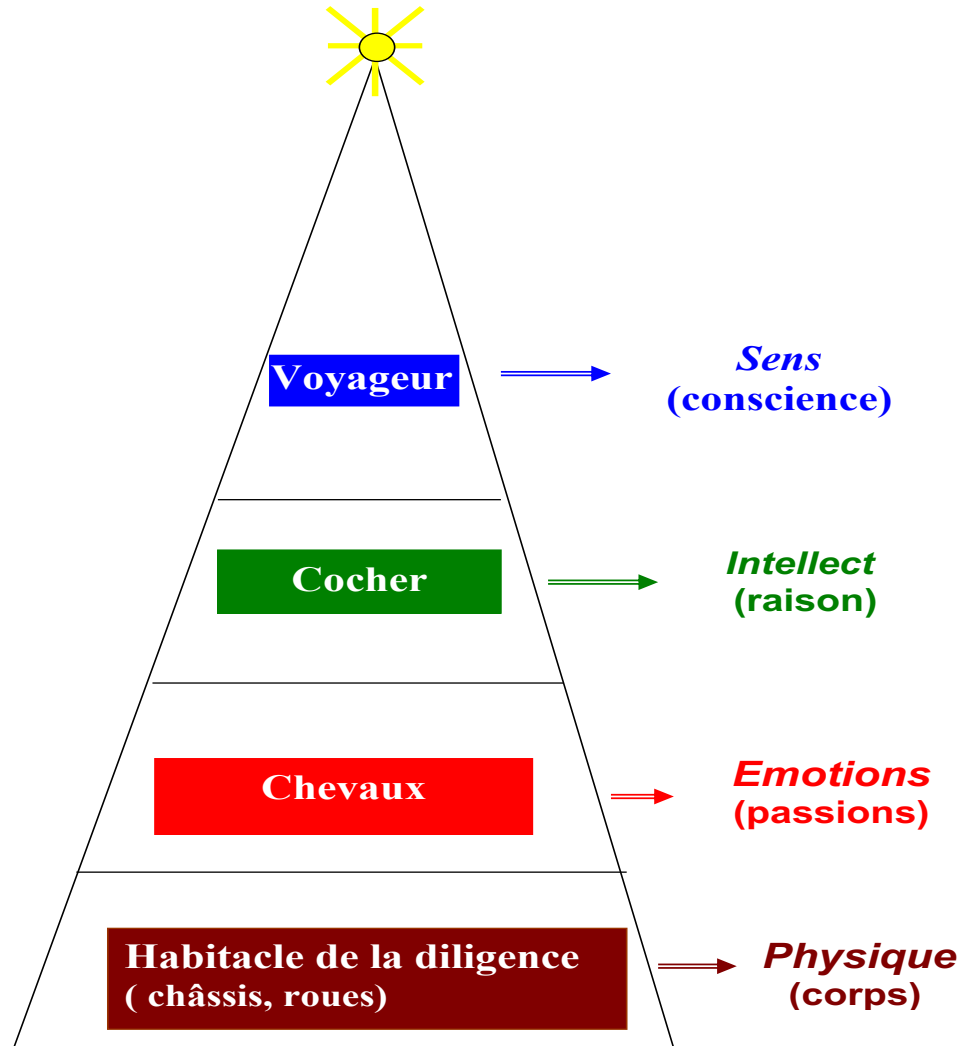 Voyageur
Sens
(conscience)
Cocher
Intellect
(raison)
Chevaux
Emotions
(passions)
Habitacle de la diligence
( châssis, roues)
Physique
(corps)